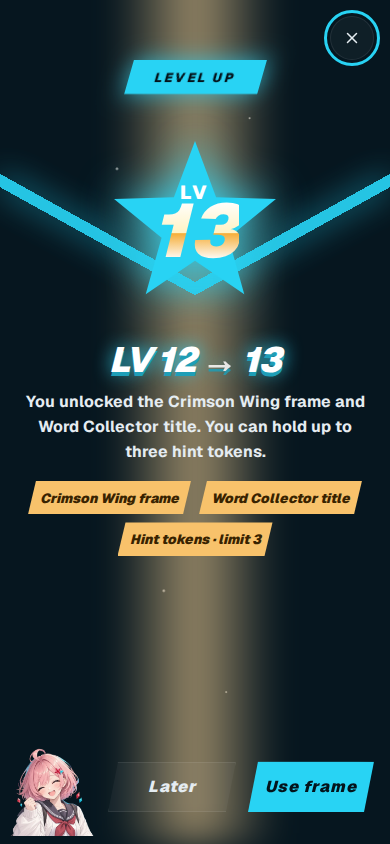 LEVEL UP
LV
13
LV 12 → 13
You unlocked the Crimson Wing frame and
Word Collector title. You can hold up to
three hint tokens.
Crimson Wing frame
Word Collector title
Hint tokens · limit 3
Later
Use frame